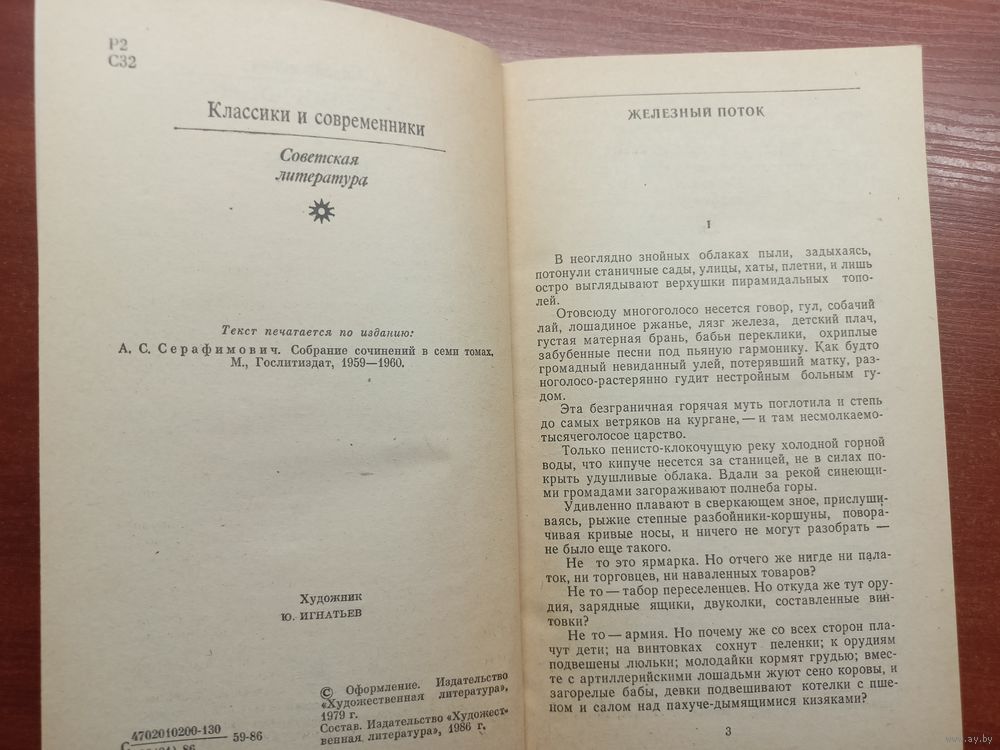 Р2
С32
Классики и современники
Советская
литература
Текст печатается по изданию:
А. С. Серафимович. Собрание сочинений в семи томах,
М., Гослитиздат, 1959—1960.
Художник
Ю. ИГНАТЬЕВ
4702010200-130
59-86
© Оформление. Издательство
«Художественная литература»,
1979 г.
Состав. Издательство «Художест-
венная литература», 1986 г.
ЖЕЛЕЗНЫЙ ПОТОК
I
В неоглядно знойных облаках пыли, задыхаясь,
потонули станичные сады, улицы, хаты, плетни, и лишь
остро выглядывают верхушки пирамидальных топо-
лей.
Отовсюду многоголосо несется говор, гул, собачий
лай, лошадиное ржанье, лязг железа, детский плач,
густая матерная брань, бабьи переклики, охриплые
забубенные песни под пьяную гармонику. Как будто
громадный невиданный улей, потерявший матку, раз-
ноголосо-растерянно гудит нестройным больным гу-
дом.
Эта безграничная горячая муть поглотила и степь
до самых ветряков на кургане,— и там несмолкаемо-
тысячеголосое царство.
Только пенисто-клокочущую реку холодной горной
воды, что кипуче несется за станицей, не в силах по-
крыть удушливые облака. Вдали за рекой синеющи-
ми громадами загораживают полнеба горы.
Удивленно плавают в сверкающем зное, прислуши-
ваясь, рыжие степные разбойники-коршуны, повора-
чивая кривые носы, и ничего не могут разобрать —
не было еще такого.
Не то это ярмарка. Но отчего же нигде ни пала-
ток, ни торговцев, ни наваленных товаров?
Не то — табор переселенцев. Но откуда же тут ору-
дия, зарядные ящики, двуколки, составленные вин-
товки?
Не то — армия. Но почему же со всех сторон пла-
чут дети; на винтовках сохнут пеленки; к орудиям
подвешены люльки; молодайки кормят грудью; вмес-
те с артиллерийскими лошадьми жуют сено коровы, и
загорелые бабы, девки подвешивают котелки с пше-
ном и салом над пахуче-дымящимися кизяками?
3
www.ay.by